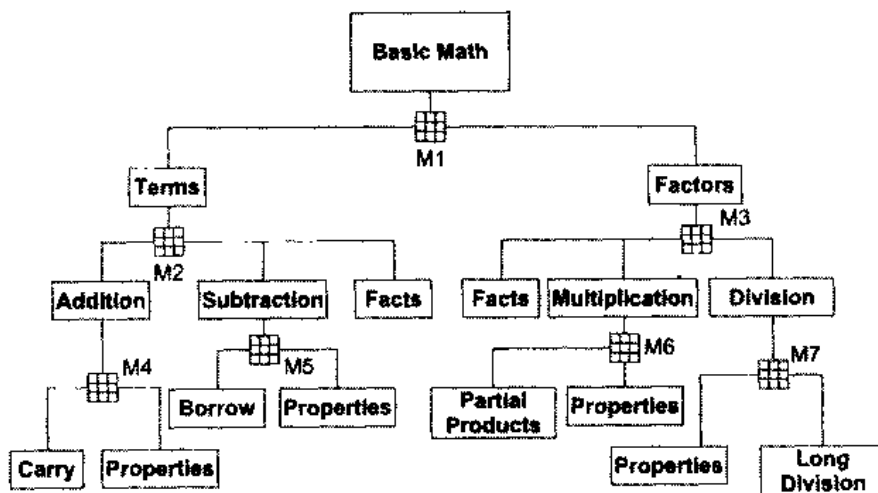 Basic Math
M1
Terms
Factors
M3
M2
Addition
Subtraction
Facts
Facts
Multiplication
Division
M4
M5
M6
M7
Borrow
Properties
Partial
Products
Properties
Carry
Properties
Properties
Long
Division